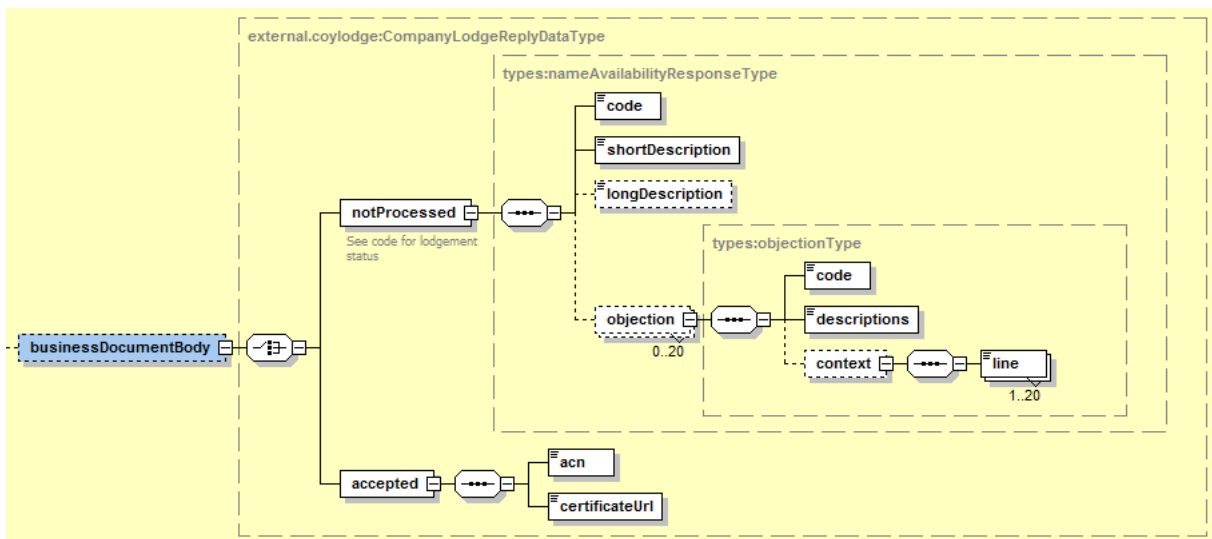 external.coylodge:CompanyLodgeReplyDataType
types:nameAvailabilityResponseType
code
shortDescription
longDescription
notProcessed
See code for lodgement
status
types:objectionType
code
objection
descriptions
0..20
businessDocumentBody
context
line
1..20
acn
accepted
certificateUrl